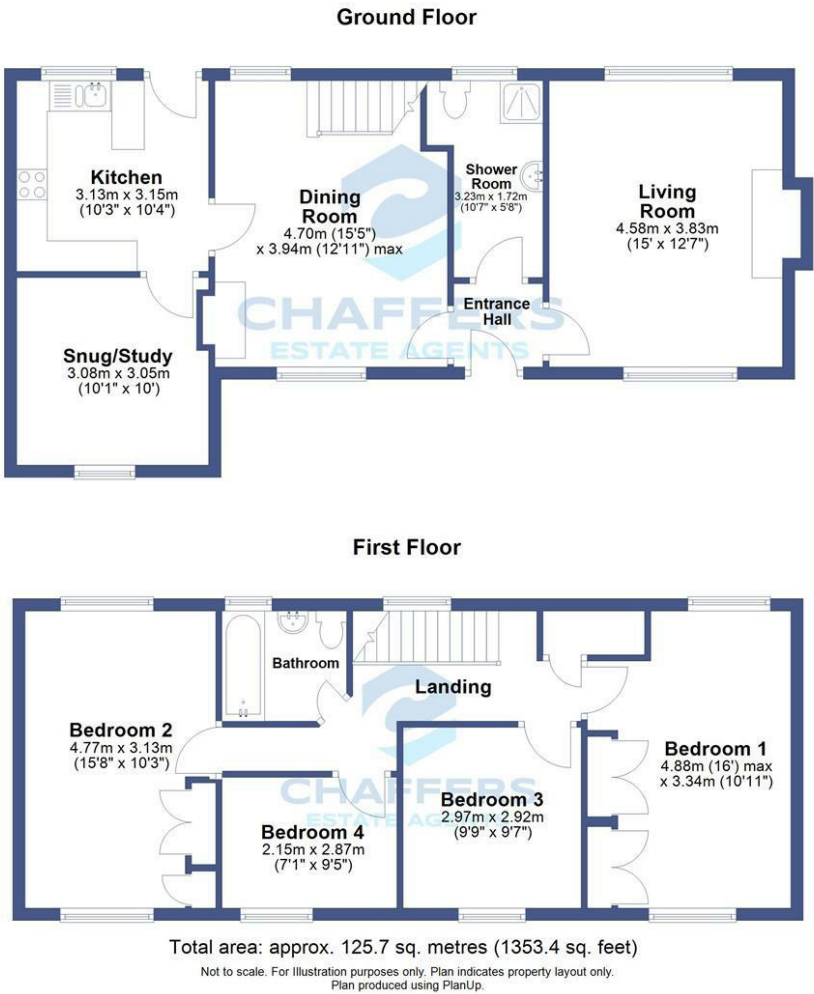 Ground Floor
Kitchen
3.13m x 3.15m
(10'3" x 10'4")
Dining
Room
4.70m (15'5")
x 3.94m (12'11") max
Shower
Room
3.23m x 1.72m
(10'7" x 5'8")
Living
Room
4.58m x 3.83m
(15' x 12'7")
Entrance
Hall
Snug/Study
3.08m x 3.05m
(10'1" x 10')
CHAFFERS
ESTATE AGENTS
First Floor
Bathroom
Landing
Bedroom 2
4.77m x 3.13m
(15'8" x 10'3")
Bedroom 1
4.88m (16') max
x 3.34m (10'11")
Bedroom 3
2.97m x 2.92m
(9'9" x 9'7")
Bedroom 4
2.15m x 2.87m
(7'1" x 9'5")
CHAFFERS
ESTATE AGENTS
Total area: approx. 125.7 sq. metres (1353.4 sq. feet)
Not to scale. For Illustration purposes only. Plan indicates property layout only.
Plan produced using PlanUp.